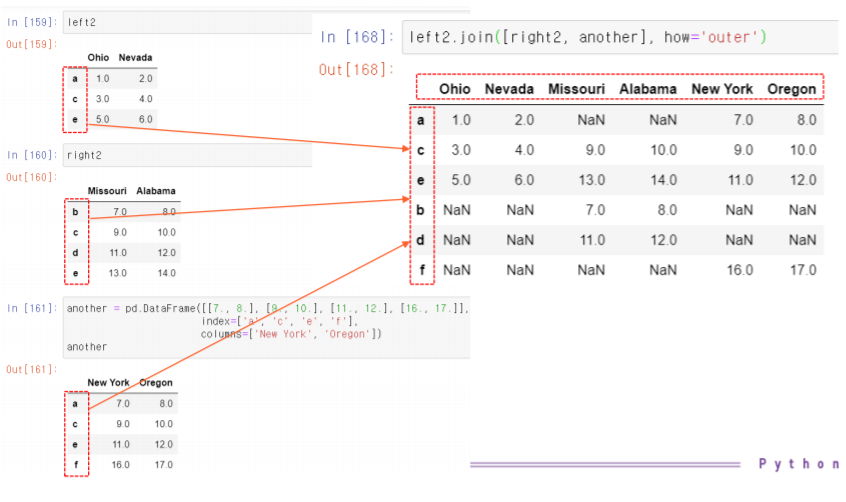 In [159]: left2
Out[159]:
Ohio Nevada
a 1.0 2.0
c 3.0 4.0
e 5.0 6.0
In [160]: right2
Out[160]:
Missouri Alabama
b 7.0 8.0
c 9.0 10.0
d 11.0 12.0
e 13.0 14.0
In [161]: another = pd.DataFrame([[7., 8.], [9., 10.], [11., 12.], [16., 17.]],
index=['a', 'c', 'e', 'f'],
columns=['New York', 'Oregon'])
another
Out[161]:
New York Oregon
a 7.0 8.0
c 9.0 10.0
e 11.0 12.0
f 16.0 17.0
In [168]: left2.join([right2, another], how='outer')
Out[168]:
Ohio Nevada Missouri Alabama New York Oregon
a 1.0 2.0 NaN NaN 7.0 8.0
c 3.0 4.0 9.0 10.0 9.0 10.0
e 5.0 6.0 13.0 14.0 11.0 12.0
b NaN NaN 7.0 8.0 NaN NaN
d NaN NaN 11.0 12.0 NaN NaN
f NaN NaN NaN NaN 16.0 17.0
Python